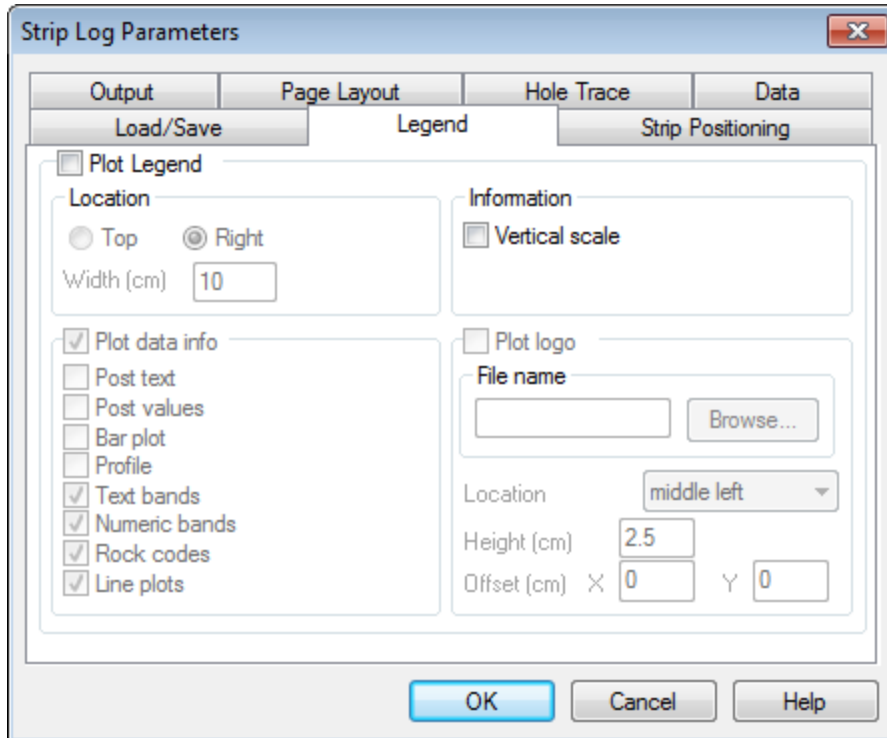 Strip Log Parameters
Output Page Layout Hole Trace Data
Load/Save Legend Strip Positioning
Plot Legend
Location
Top Right
Width (cm) 10
Information
Vertical scale
Plot data info
Post text
Post values
Bar plot
Profile
Text bands
Numeric bands
Rock codes
Line plots
Plot logo
File name
Browse...
Location middle left
Height (cm) 2.5
Offset (cm) X 0 Y 0
OK Cancel Help